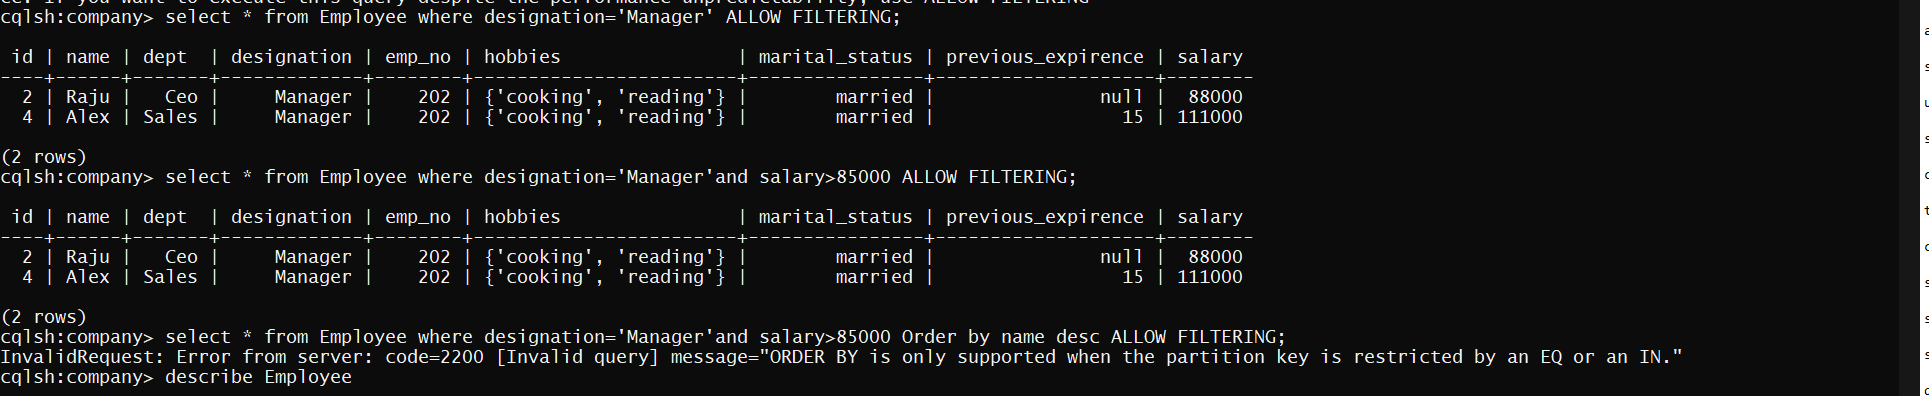 cqlsh:company> select * from Employee where designation='Manager' ALLOW FILTERING;
 id | name | dept  | designation | emp_no | hobbies                | marital_status | previous_expirence | salary
----+------+-------+-------------+--------+------------------------+----------------+--------------------+--------
  2 | Raju |   Ceo |     Manager |    202 | {'cooking', 'reading'} |        married |               null |  88000
  4 | Alex | Sales |     Manager |    202 | {'cooking', 'reading'} |        married |                 15 | 111000
(2 rows)
cqlsh:company> select * from Employee where designation='Manager'and salary>85000 ALLOW FILTERING;
 id | name | dept  | designation | emp_no | hobbies                | marital_status | previous_expirence | salary
----+------+-------+-------------+--------+------------------------+----------------+--------------------+--------
  2 | Raju |   Ceo |     Manager |    202 | {'cooking', 'reading'} |        married |               null |  88000
  4 | Alex | Sales |     Manager |    202 | {'cooking', 'reading'} |        married |                 15 | 111000
(2 rows)
cqlsh:company> select * from Employee where designation='Manager'and salary>85000 Order by name desc ALLOW FILTERING;
InvalidRequest: Error from server: code=2200 [Invalid query] message="ORDER BY is only supported when the partition key is restricted by an EQ or an IN."
cqlsh:company> describe Employee